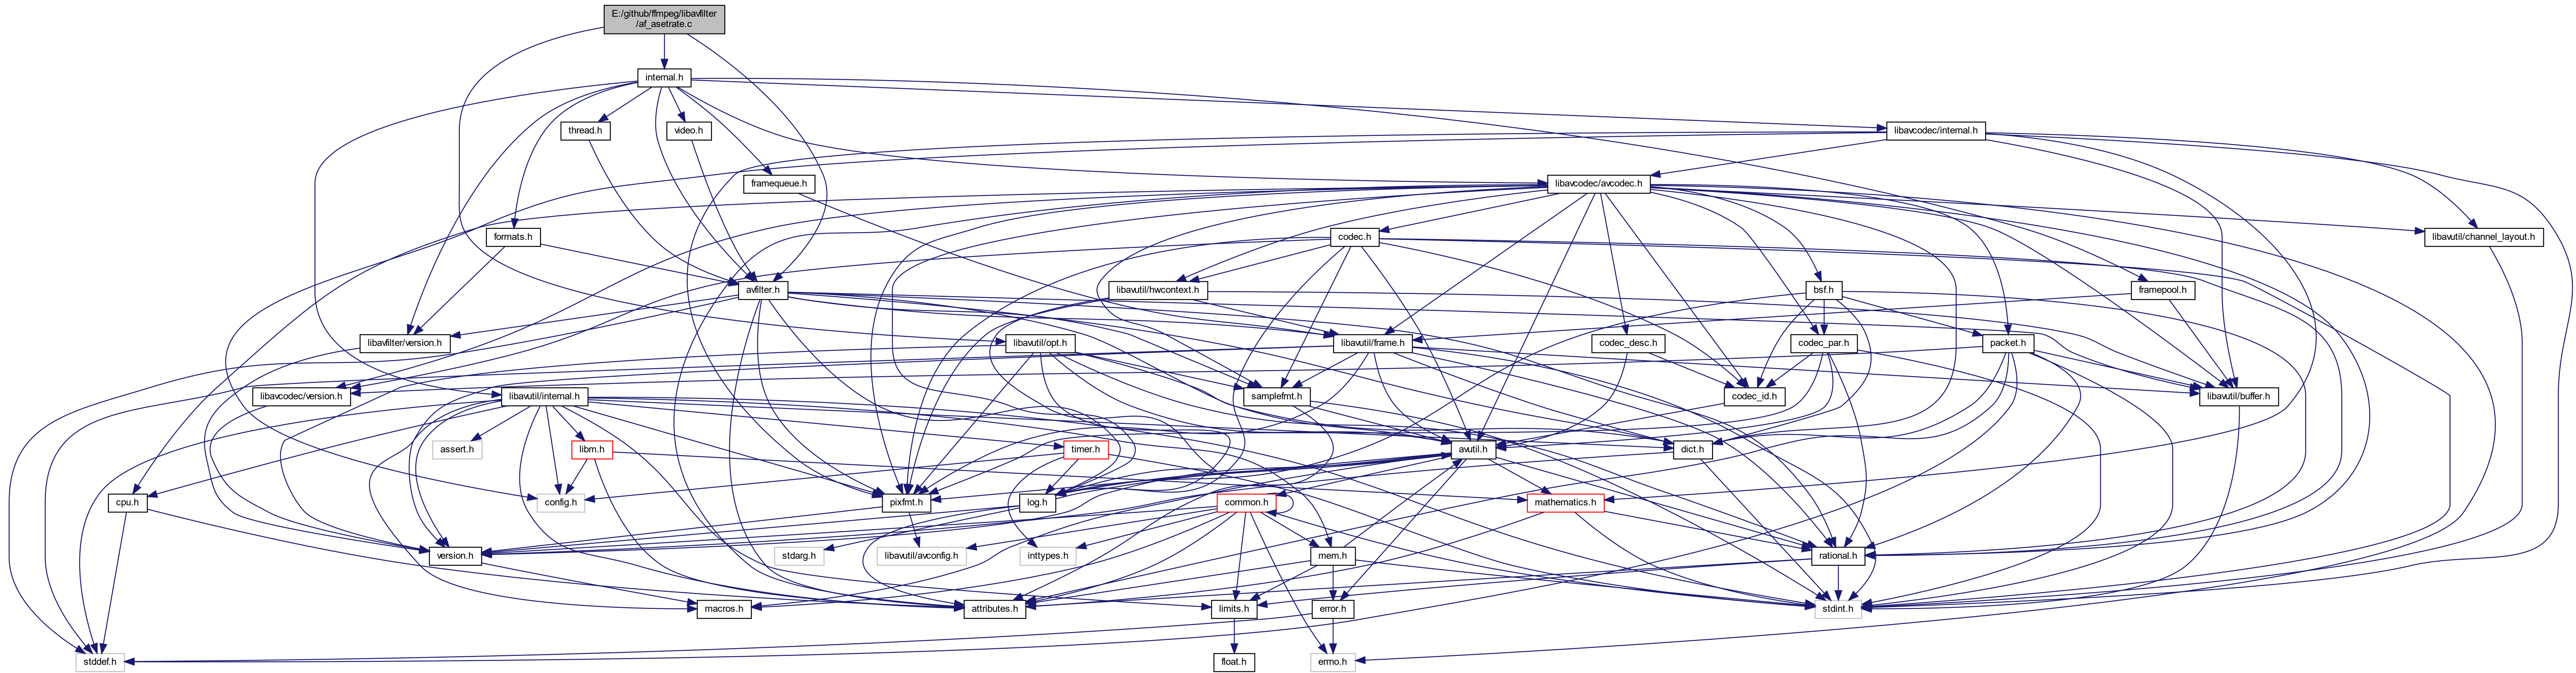 E:/github/ffmpeg/libavfilter
/af_asetrate.c
internal.h
thread.h
video.h
libavcodec/internal.h
framequeue.h
libavcodec/avcodec.h
formats.h
codec.h
libavutil/channel_layout.h
avfilter.h
libavutil/hwcontext.h
bsf.h
framepool.h
libavfilter/version.h
libavutil/opt.h
libavutil/frame.h
codec_desc.h
codec_par.h
packet.h
libavcodec/version.h
libavutil/internal.h
samplefmt.h
codec_id.h
libavutil/buffer.h
assert.h
libm.h
timer.h
avutil.h
dict.h
cpu.h
config.h
pixfmt.h
log.h
common.h
mathematics.h
version.h
stdarg.h
libavutil/avconfig.h
inttypes.h
mem.h
rational.h
macros.h
attributes.h
limits.h
error.h
stdint.h
stddef.h
float.h
errno.h